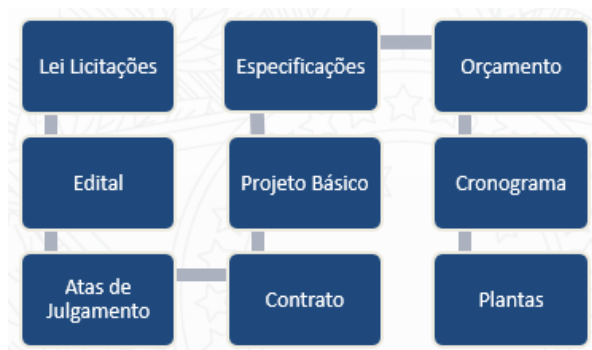 Lei Licitações
Edital
Atas de
Julgamento
Contrato
Projeto Básico
Especificações
Orçamento
Cronograma
Plantas